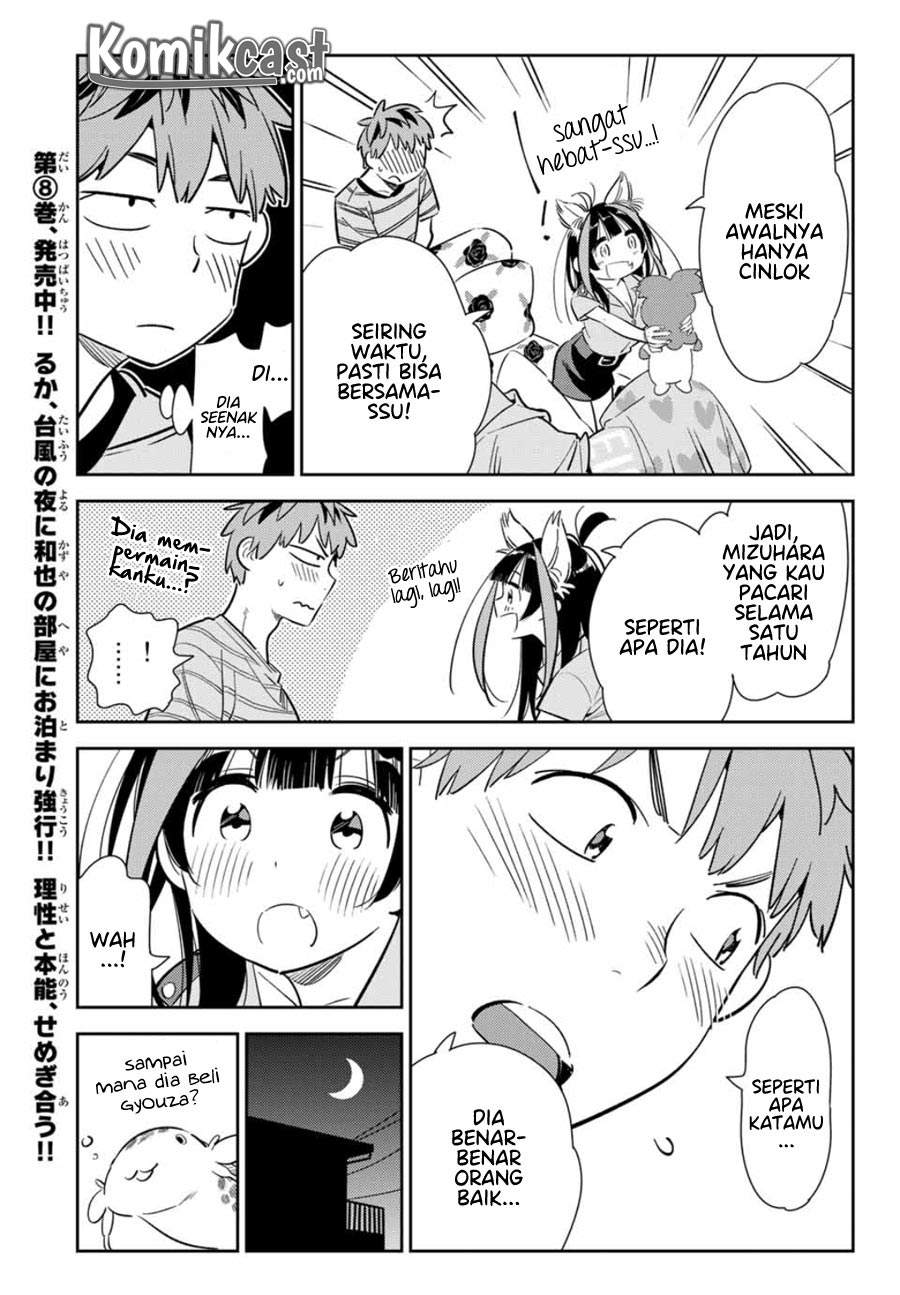 Komikcast
.com
MESKI
AWALNYA
HANYA
CINLOK
sangat
hebat-ssu...!
SEIRING
WAKTU,
PASTI BISA
BERSAMA-
SSU!
DI...
DIA
SEENAK
NYA...
JADI,
MIZUHARA
YANG KAU
PACARI
SELAMA
SATU
TAHUN
SEPERTI
APA DIA!
Beritahu
lagi, lagi!
Dia mem-
permain-
kanku...?
......!
SEPERTI
APA
KATAMU
...
DIA
BENAR-
BENAR
ORANG
BAIK...
WAH
...!
sampai
mana dia Beli
Gyouza?
第⑧巻、発売中!! るか、台風の夜に和也の部屋にお泊まり強行!! 理性と本能、せめぎ合う!!